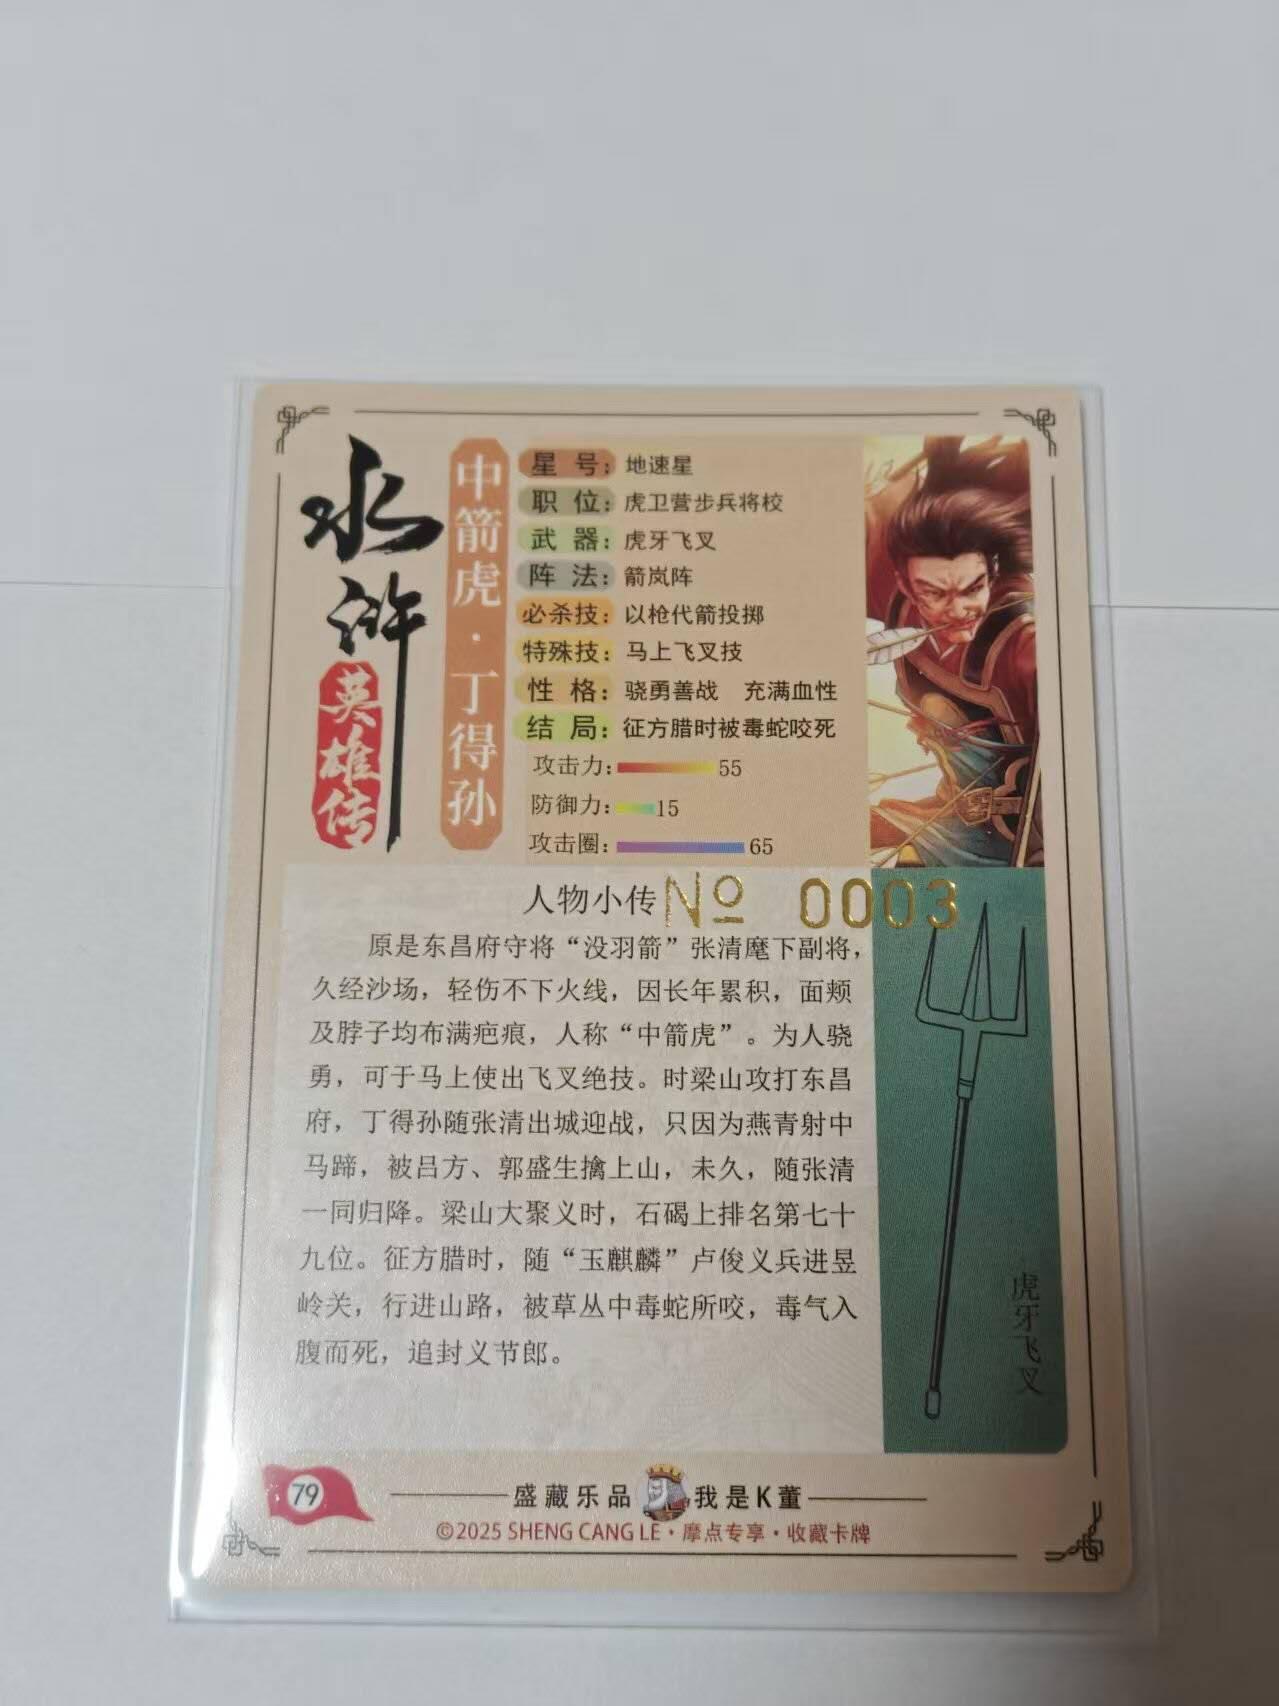 水浒
英雄传
中箭虎·丁得孙
星号：地速星
职位：虎卫营步兵将校
武器：虎牙飞叉
阵法：箭岚阵
必杀技：以枪代箭投掷
特殊技：马上飞叉技
性格：骁勇善战 充满血性
结局：征方腊时被毒蛇咬死
攻击力：55
防御力：15
攻击圈：65
人物小传
№ 0003
原是东昌府守将“没羽箭”张清麾下副将，
久经沙场，轻伤不下火线，因长年累积，面颊
及脖子均布满疤痕，人称“中箭虎”。为人骁
勇，可于马上使出飞叉绝技。时梁山攻打东昌
府，丁得孙随张清出城迎战，只因为燕青射中
马蹄，被吕方、郭盛生擒上山，未久，随张清
一同归降。梁山大聚义时，石碣上排名第七十
九位。征方腊时，随“玉麒麟”卢俊义兵进昱
岭关，行进山路，被草丛中毒蛇所咬，毒气入
腹而死，追封义节郎。
虎牙飞叉
79
盛藏乐品 我是K董
©2025 SHENG CANG LE·摩点专享·收藏卡牌